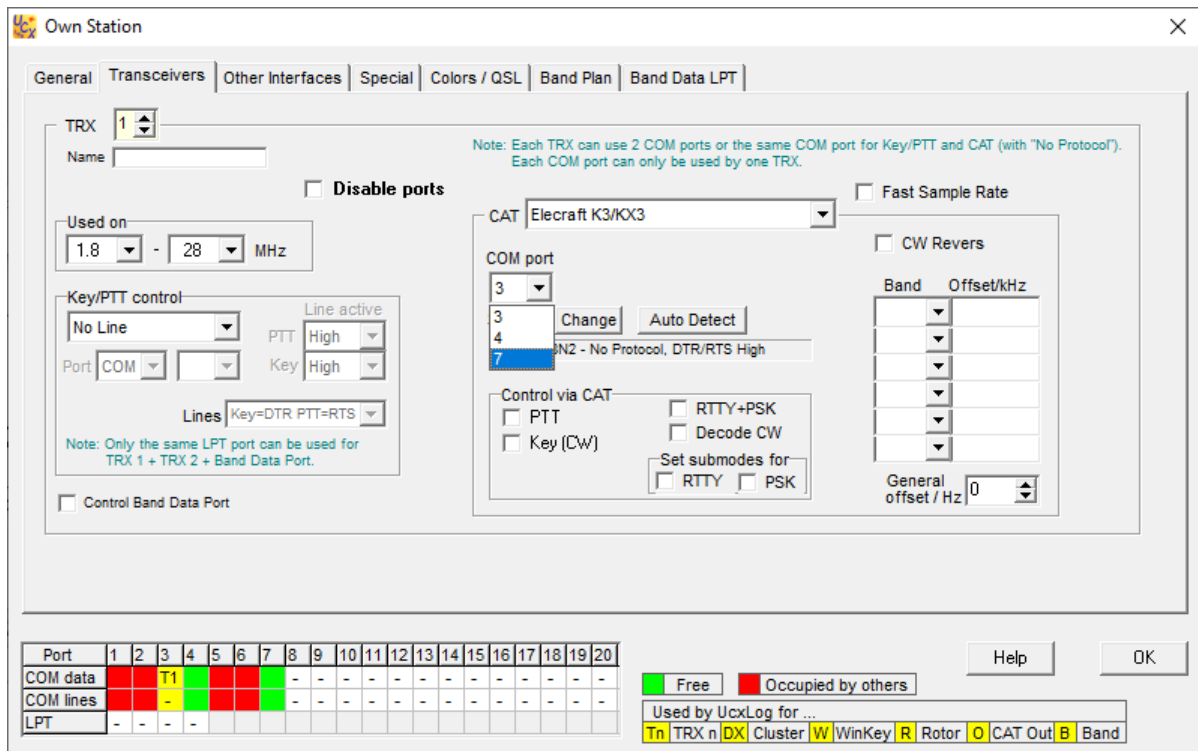 Own Station
General Transceivers Other Interfaces Special Colors / QSL Band Plan Band Data LPT
TRX 1
Name
Note: Each TRX can use 2 COM ports or the same COM port for Key/PTT and CAT (with "No Protocol").
Each COM port can only be used by one TRX.
Disable ports
Fast Sample Rate
Used on
1.8 - 28 MHz
CAT Elecraft K3/KX3
CW Revers
COM port
3
3
4
7
Change Auto Detect
8N2 - No Protocol, DTR/RTS High
Band Offset/kHz
Key/PTT control
No Line
Line active
PTT High
Port COM
Key High
Lines Key=DTR PTT=RTS
Note: Only the same LPT port can be used for
TRX 1 + TRX 2 + Band Data Port.
Control via CAT
PTT
Key (CW)
RTTY+PSK
Decode CW
Set submodes for
RTTY PSK
General
offset / Hz 0
Control Band Data Port
Port 1 2 3 4 5 6 7 8 9 10 11 12 13 14 15 16 17 18 19 20
COM data T1 - - - - - - - - - - - - -
COM lines - - - - - - - - - - - - - -
LPT - - - -
Help OK
Free Occupied by others
Used by UcxLog for ...
Tn TRX n DX Cluster W WinKey R Rotor O CAT Out B Band